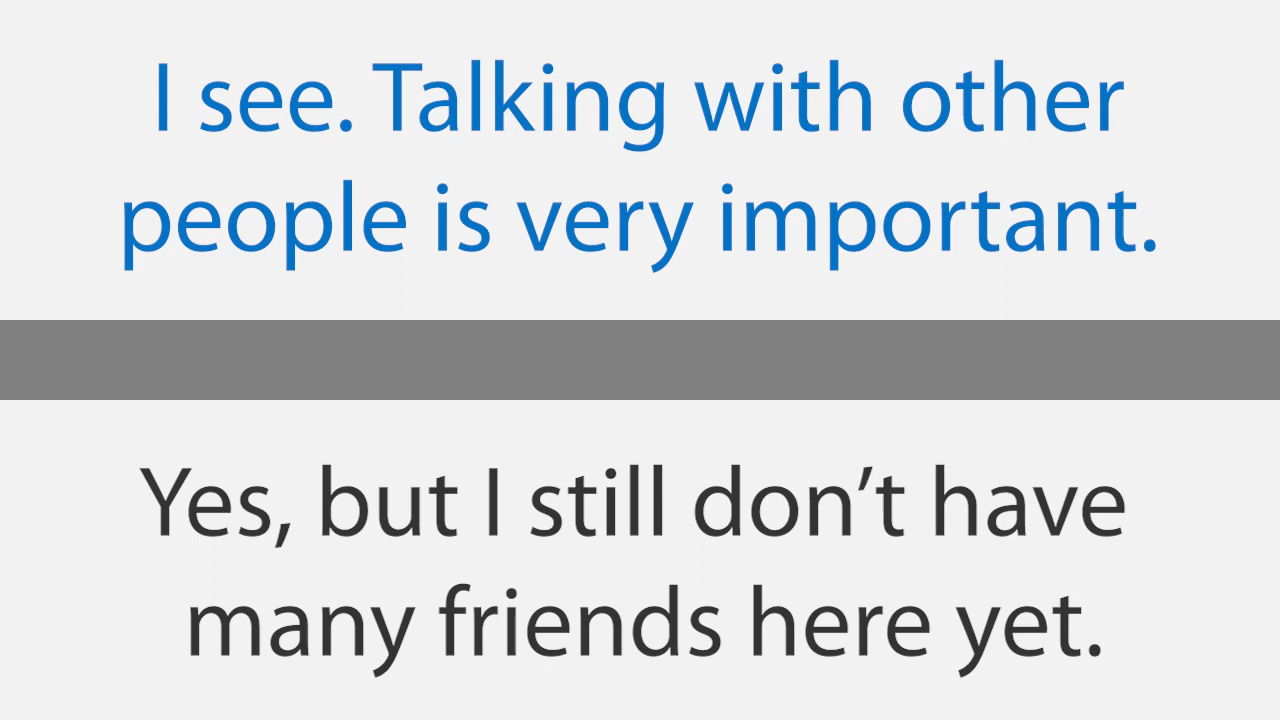 I see. Talking with other
people is very important.
Yes, but I still don’t have
many friends here yet.